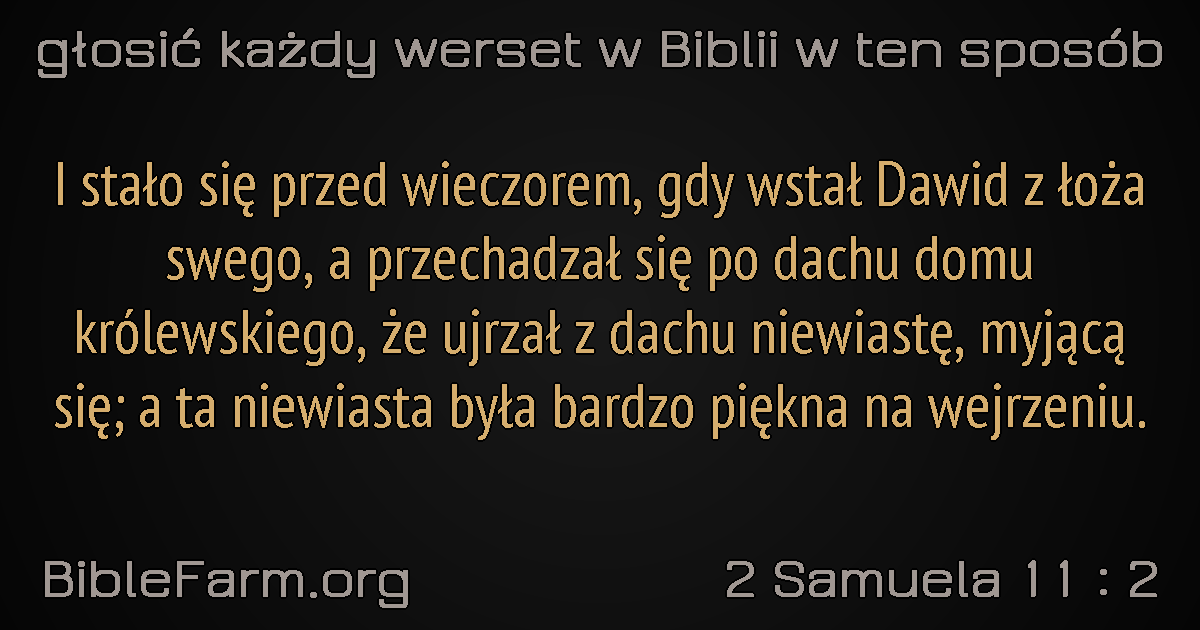 głosić każdy werset w Biblii w ten sposób
I stało się przed wieczorem, gdy wstał Dawid z łoża
swego, a przechadzał się po dachu domu
królewskiego, że ujrzał z dachu niewiastę, myjącą
się; a ta niewiasta była bardzo piękna na wejrzeniu.
BibleFarm.org
2 Samuela 11 : 2